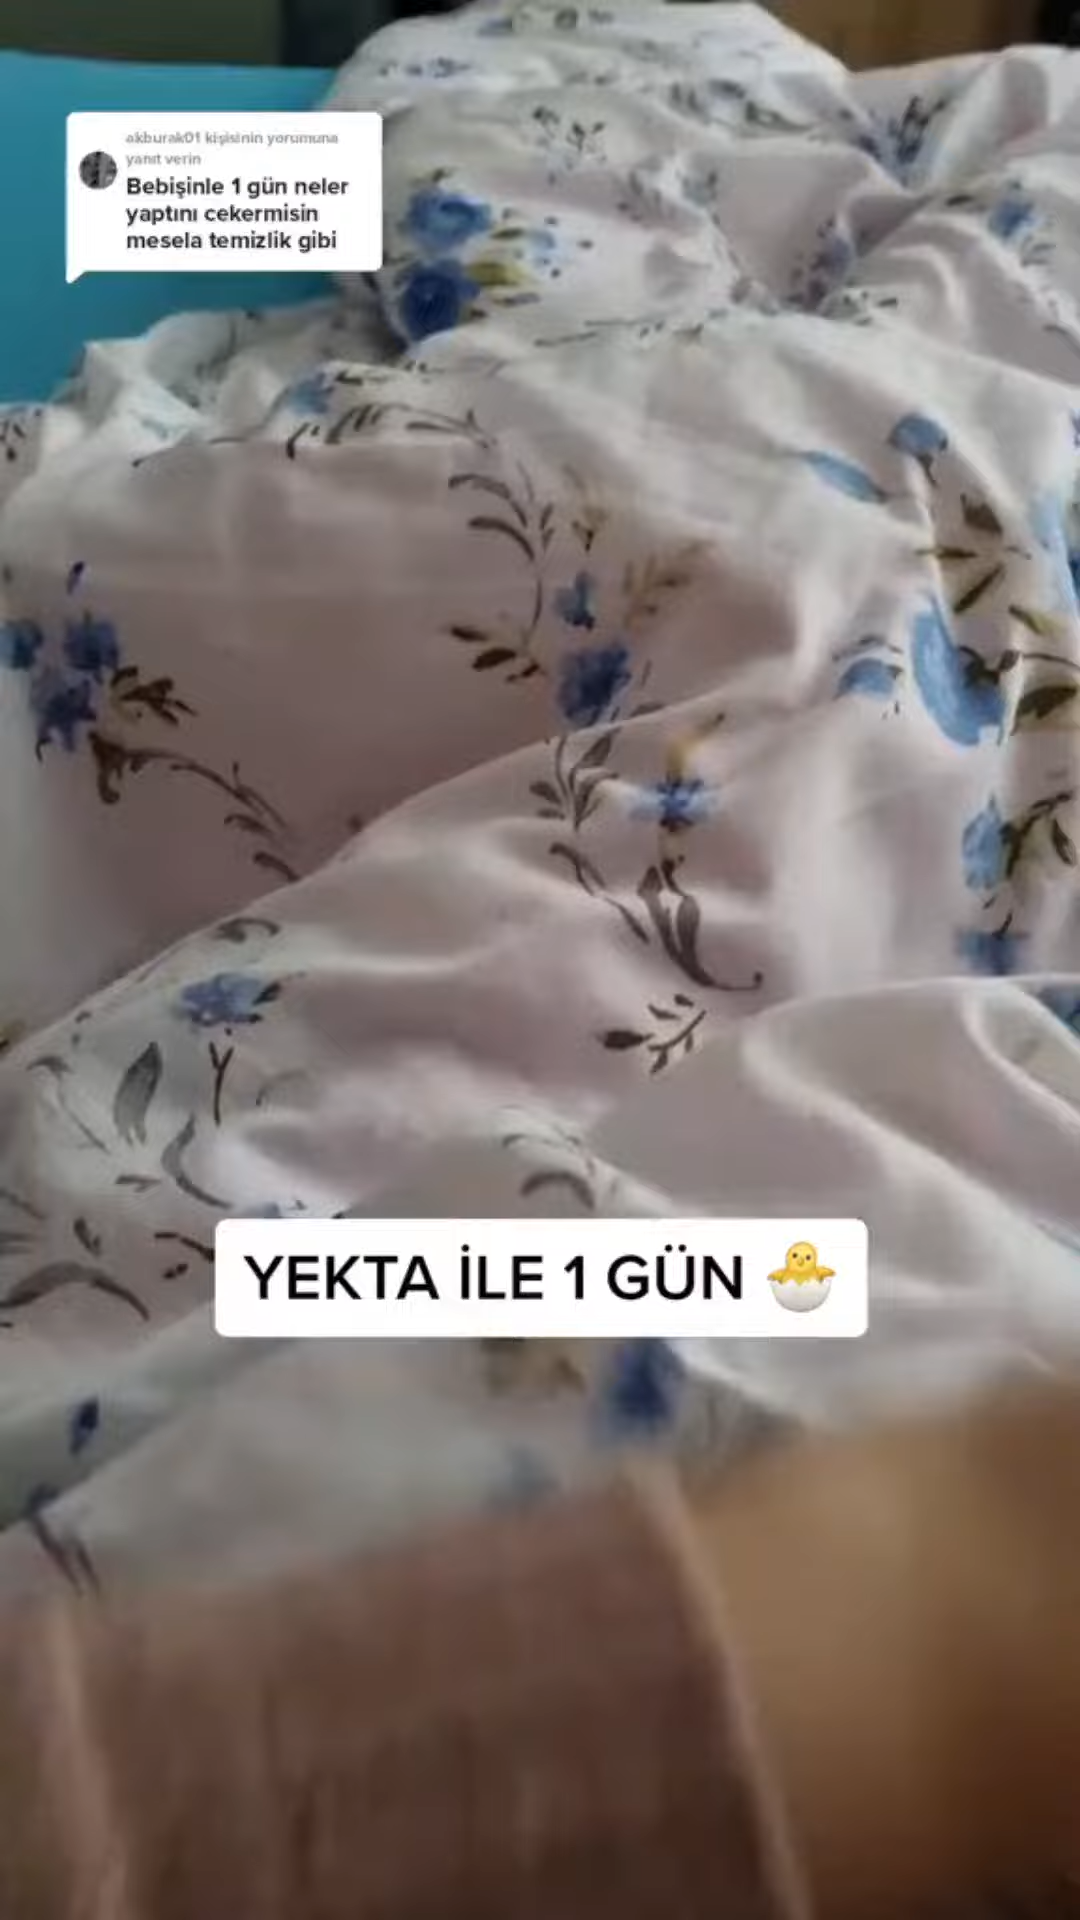 akburak01 kişisinin yorumuna
yanıt verin
Bebişinle 1 gün neler
yaptını cekermisin
mesela temizlik gibi
YEKTA İLE 1 GÜN 🐣